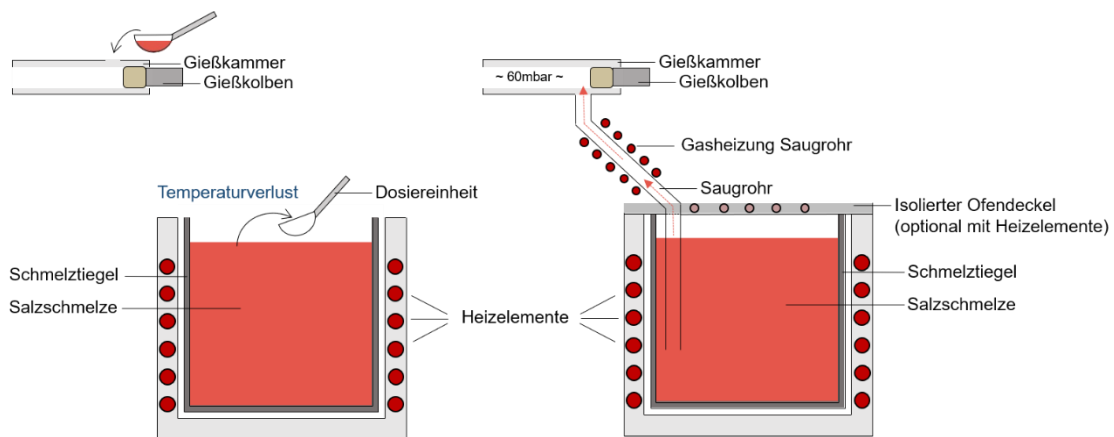 Gießkammer
Gießkolben
Temperaturverlust
Dosiereinheit
Schmelztiegel
Salzschmelze
Heizelemente
~ 60mbar ~
Gießkammer
Gießkolben
Gasheizung Saugrohr
Saugrohr
Isolierter Ofendeckel
(optional mit Heizelemente)
Schmelztiegel
Salzschmelze